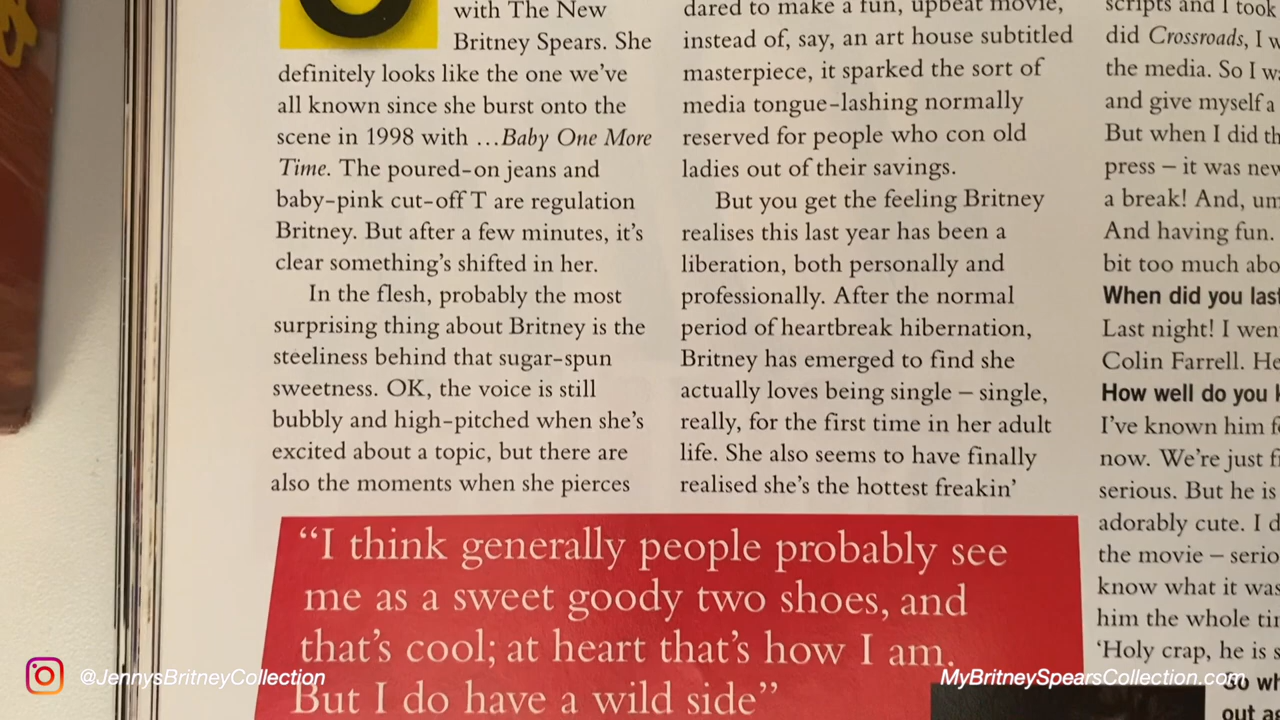 with The New
Britney Spears. She
definitely looks like the one we've
all known since she burst onto the
scene in 1998 with …Baby One More
Time. The poured-on jeans and
baby-pink cut-off T are regulation
Britney. But after a few minutes, it's
clear something's shifted in her.
In the flesh, probably the most
surprising thing about Britney is the
steeliness behind that sugar-spun
sweetness. OK, the voice is still
bubbly and high-pitched when she's
excited about a topic, but there are
also the moments when she pierces
dared to make a fun, upbeat movie,
instead of, say, an art house subtitled
masterpiece, it sparked the sort of
media tongue-lashing normally
reserved for people who con old
ladies out of their savings.
But you get the feeling Britney
realises this last year has been a
liberation, both personally and
professionally. After the normal
period of heartbreak hibernation,
Britney has emerged to find she
actually loves being single – single,
really, for the first time in her adult
life. She also seems to have finally
realised she's the hottest freakin'
scripts and I took
did Crossroads, I
the media. So I
and give myself a
But when I did
press – it was
a break! And, um
And having fun.
bit too much
When did you last
Last night! I
Colin Farrell.
How well do you
I've known him
now. We're just
serious. But he is
adorably cute. I
the movie –
know what it was
him the whole
'Holy crap, he is
So
out
"I think generally people probably see
me as a sweet goody two shoes, and
that's cool; at heart that's how I am.
But I do have a wild side"
@JennysBritneyCollection
MyBritneySpearsCollection.com